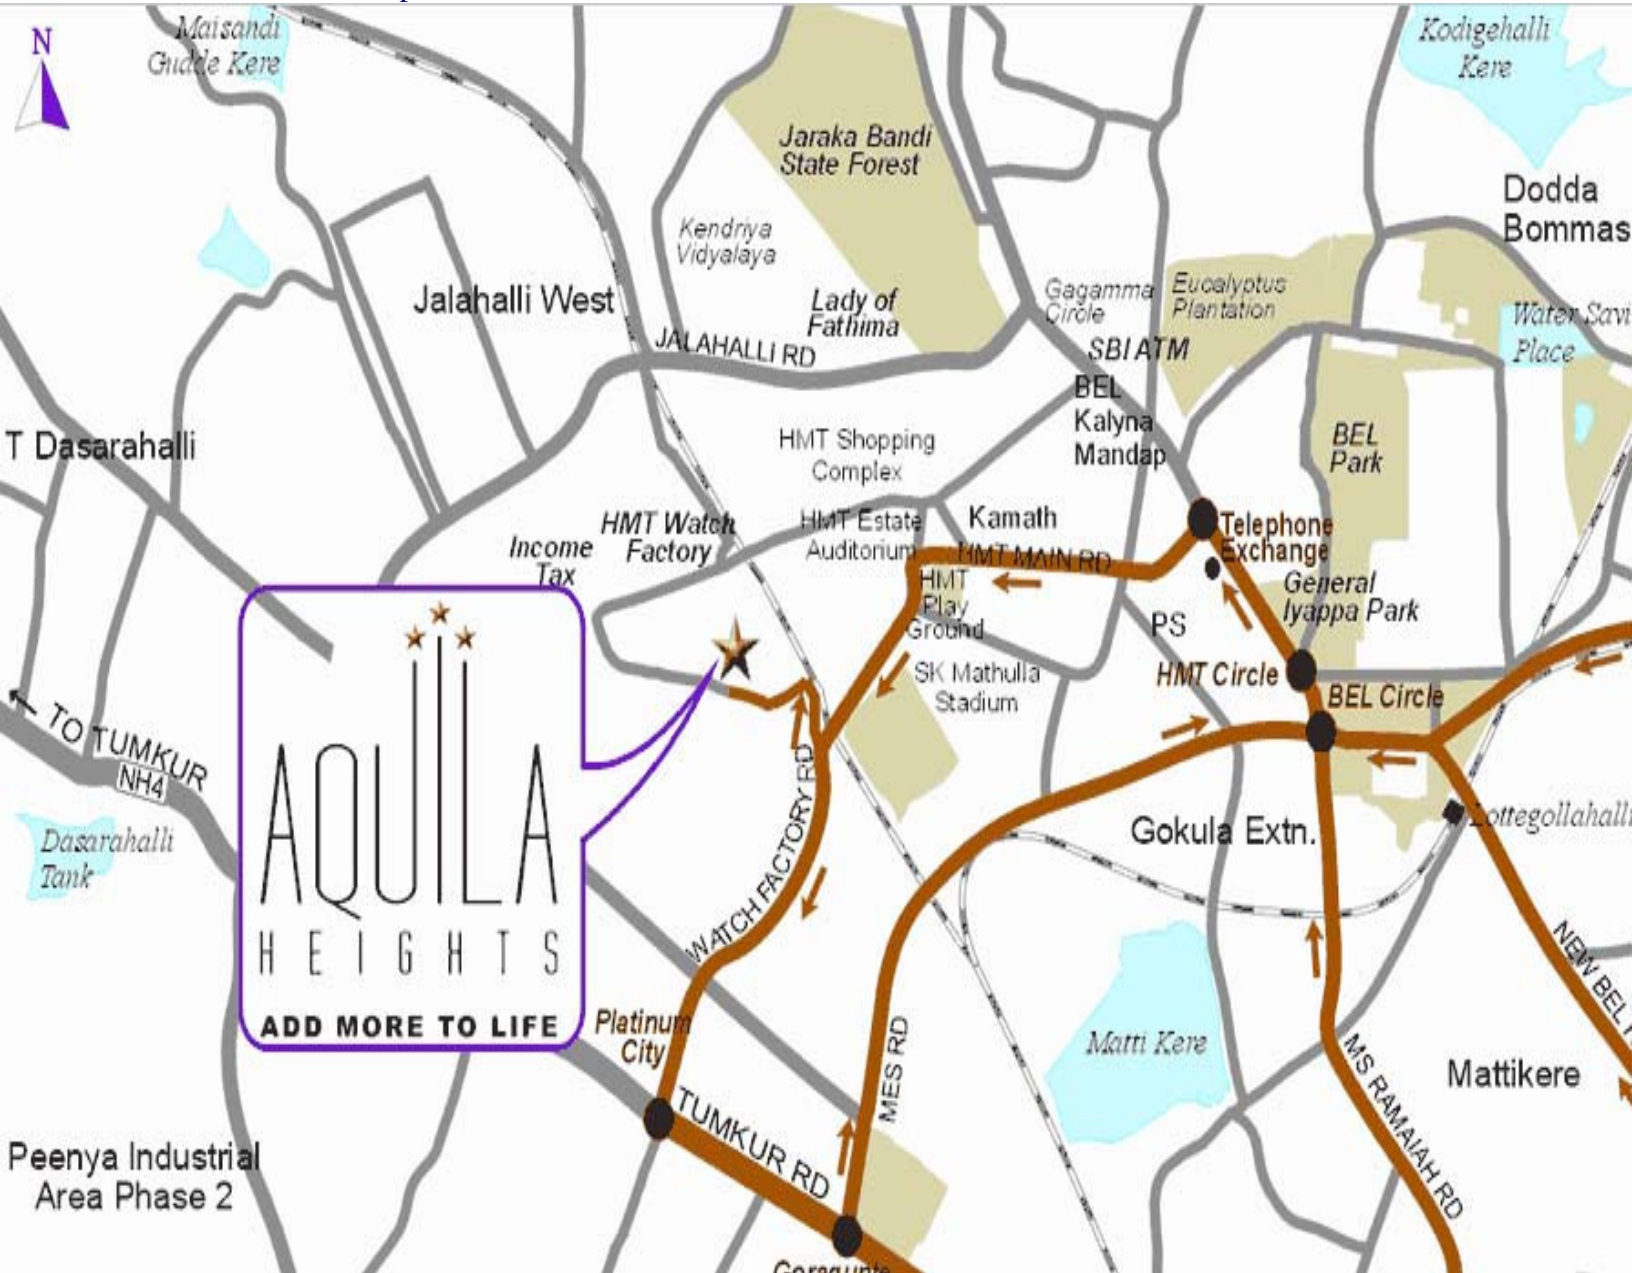 N
Maisandi
Gudde Kere
Kodigehalli
Kere
Jaraka Bandi
State Forest
Dodda
Bommas
Kendriya
Vidyalaya
Jalahalli West
Lady of
Fathima
Gagamma
Circle
Eucalyptus
Plantation
Water Savi
Place
JALAHALLI RD
SBI ATM
BEL
Kalyna
Mandap
T Dasarahalli
HMT Shopping
Complex
BEL
Park
HMT Watch
Factory
HMT Estate
Auditorium
Kamath
Telephone
Exchange
Income
Tax
HMT MAIN RD
HMT
Play
Ground
General
Iyappa Park
PS
SK Mathulla
Stadium
HMT Circle
BEL Circle
TO TUMKUR
NH4
AQUILA
HEIGHTS
ADD MORE TO LIFE
WATCH FACTORY RD
Dasarahalli
Tank
Gokula Extn.
Lottegollahalli
NEW BEL
Platinum
City
MES RD
Matti Kere
MS RAMAIAH RD
Mattikere
TUMKUR RD
Peenya Industrial
Area Phase 2